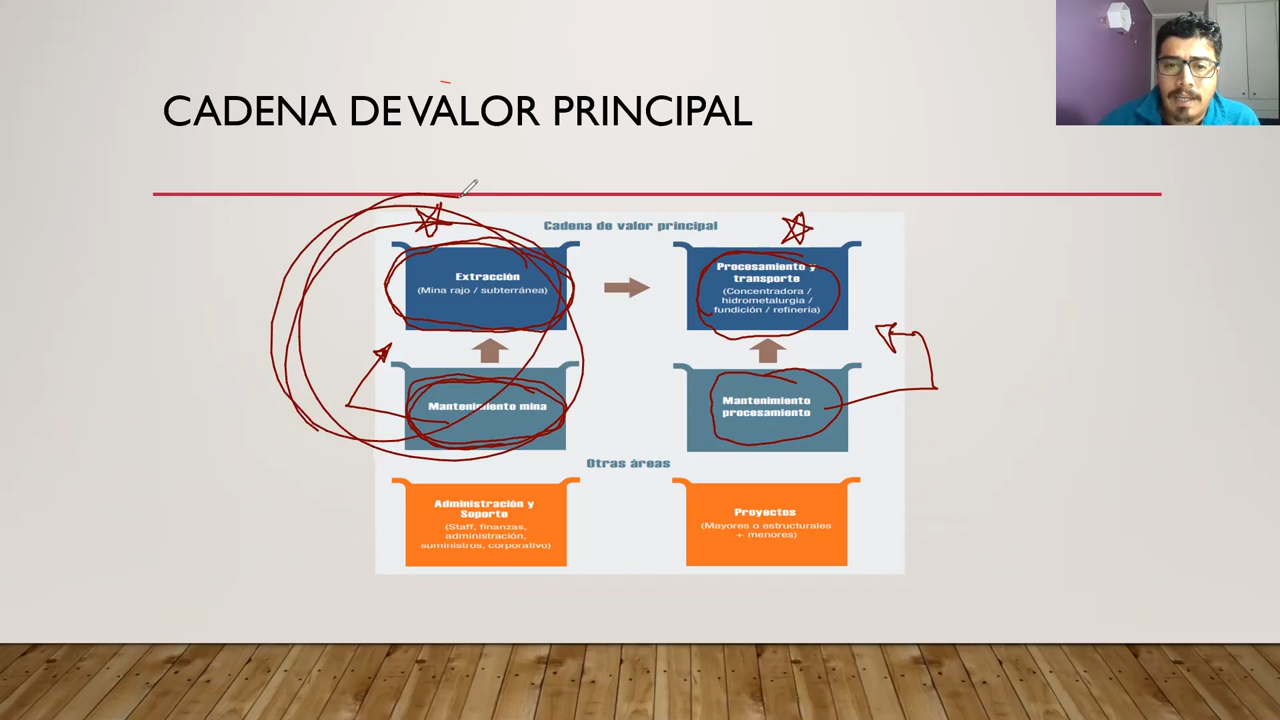 CADENA DE VALOR PRINCIPAL
Cadena de valor principal
Extracción
(Mina rajo / subterránea)
Procesamiento y
transporte
(Concentradora /
hidrometalurgia /
fundición / refinería)
Mantenimiento mina
Mantenimiento
procesamiento
Otras áreas
Administración y
Soporte
(Staff, finanzas,
administración,
suministros, corporativo)
Proyectos
(Mayores o estructurales
+ menores)